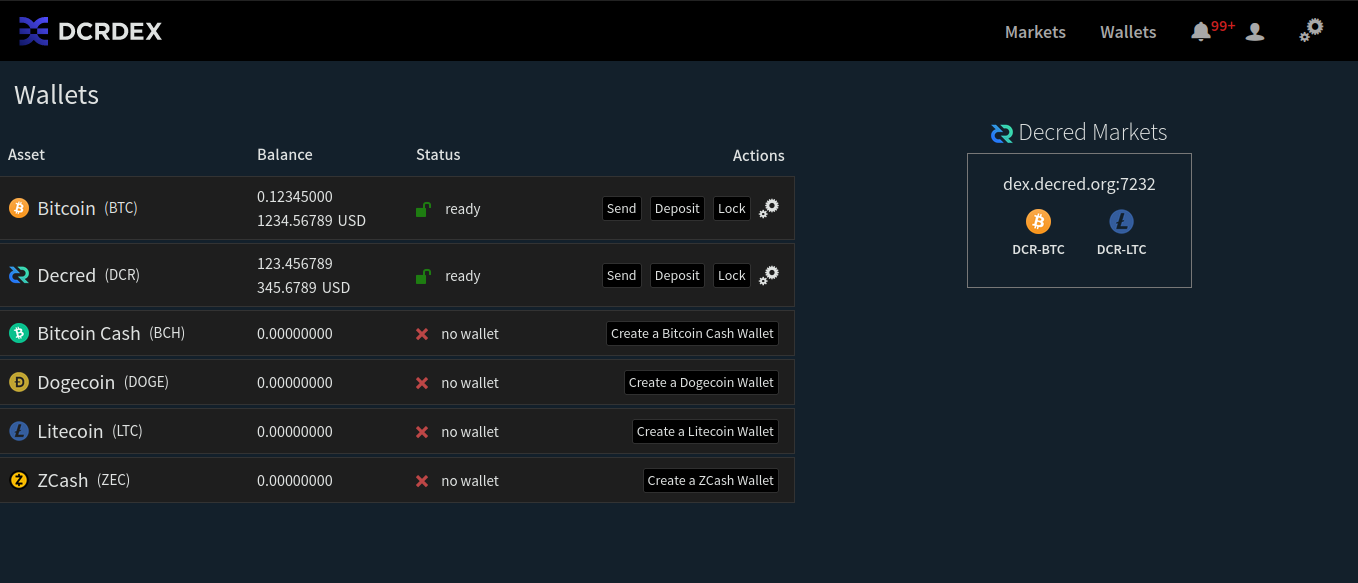 DCRDEX
Markets Wallets 99+
Wallets
Asset Balance Status Actions
Bitcoin (BTC) 0.12345000 1234.56789 USD ready Send Deposit Lock
Decred (DCR) 123.456789 345.6789 USD ready Send Deposit Lock
Bitcoin Cash (BCH) 0.00000000 no wallet Create a Bitcoin Cash Wallet
Dogecoin (DOGE) 0.00000000 no wallet Create a Dogecoin Wallet
Litecoin (LTC) 0.00000000 no wallet Create a Litecoin Wallet
ZCash (ZEC) 0.00000000 no wallet Create a ZCash Wallet
Decred Markets
dex.decred.org:7232
DCR-BTC DCR-LTC